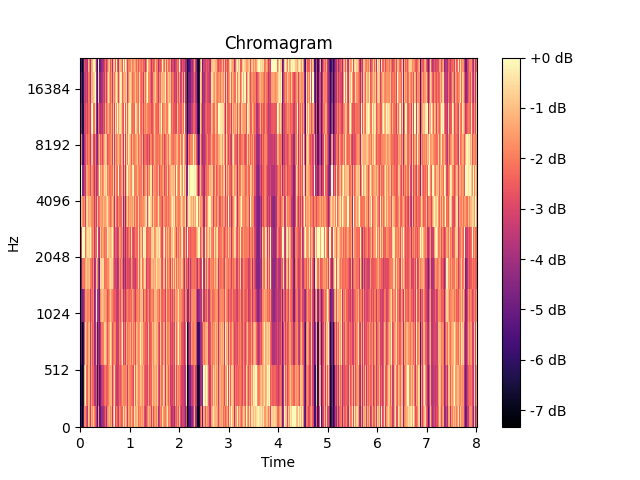 Chromagram
16384
8192
4096
2048
1024
512
0
Hz
0 1 2 3 4 5 6 7 8
Time
+0 dB
-1 dB
-2 dB
-3 dB
-4 dB
-5 dB
-6 dB
-7 dB